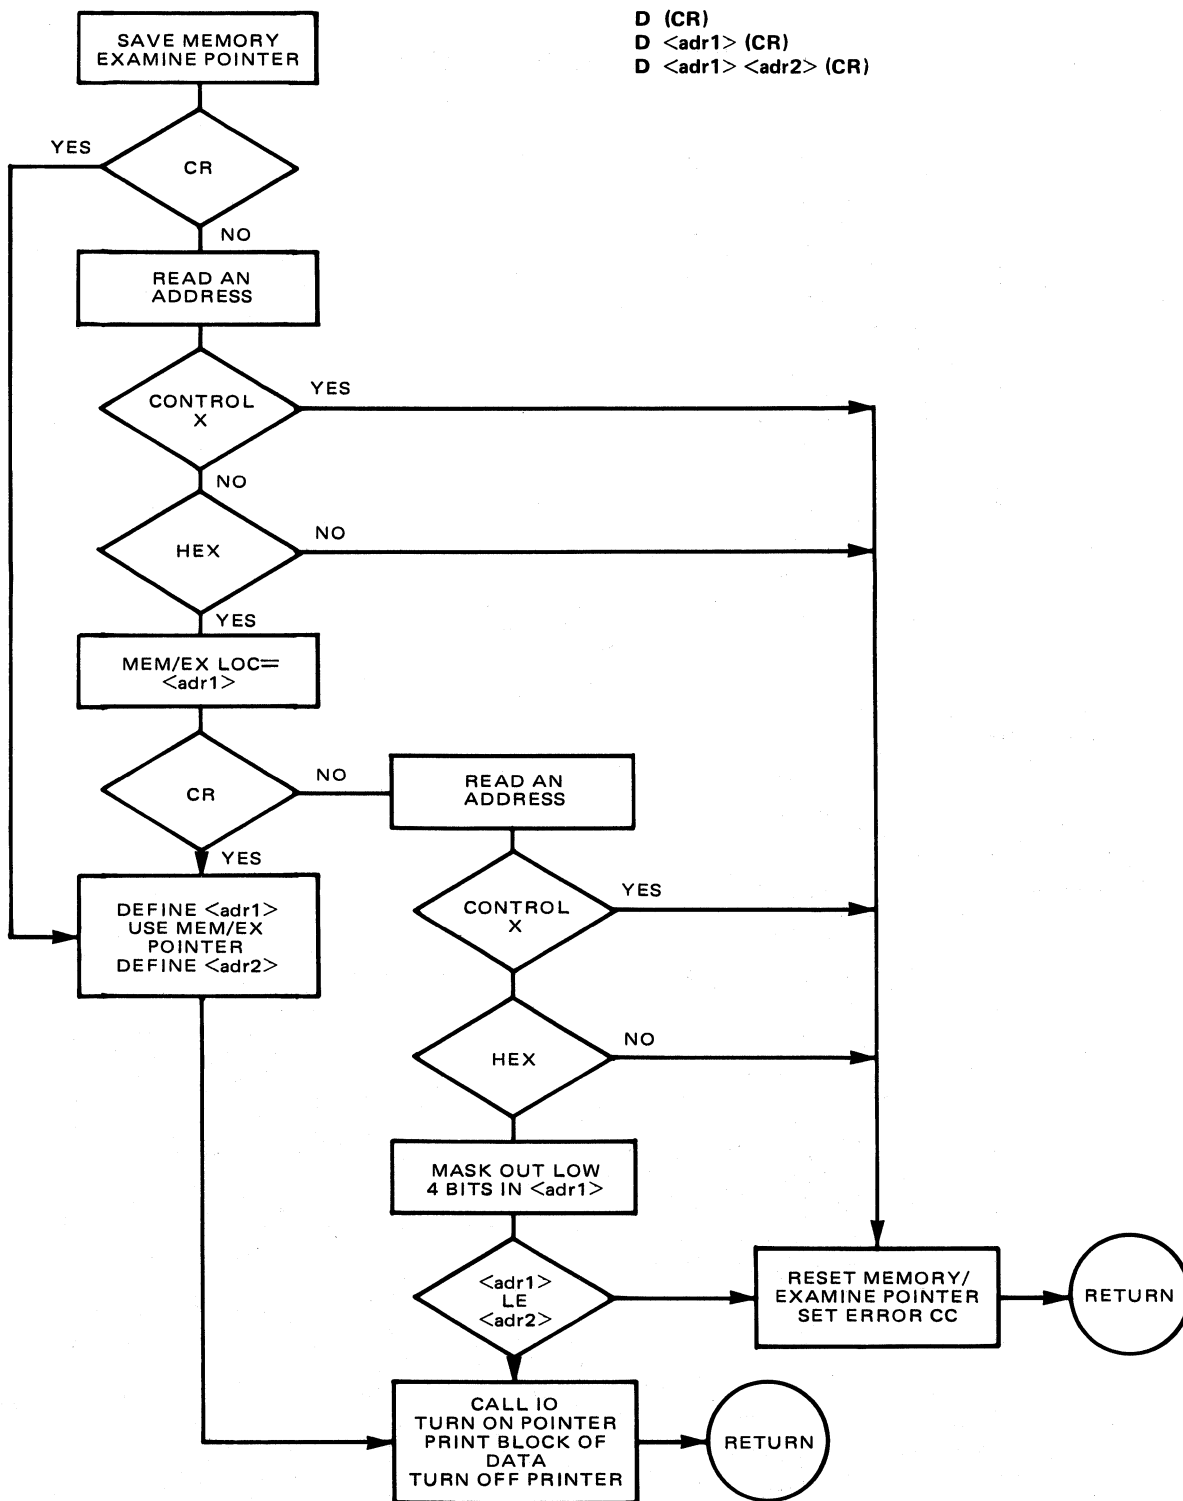 D (CR)
D <adr1> (CR)
D <adr1> <adr2> (CR)
SAVE MEMORY
EXAMINE POINTER
YES
CR
NO
READ AN
ADDRESS
CONTROL
X
YES
NO
HEX
NO
YES
MEM/EX LOC=
<adr1>
CR
NO
READ AN
ADDRESS
YES
DEFINE <adr1>
USE MEM/EX
POINTER
DEFINE <adr2>
CONTROL
X
YES
HEX
NO
MASK OUT LOW
4 BITS IN <adr1>
<adr1>
LE
<adr2>
RESET MEMORY/
EXAMINE POINTER
SET ERROR CC
RETURN
CALL IO
TURN ON POINTER
PRINT BLOCK OF
DATA
TURN OFF PRINTER
RETURN